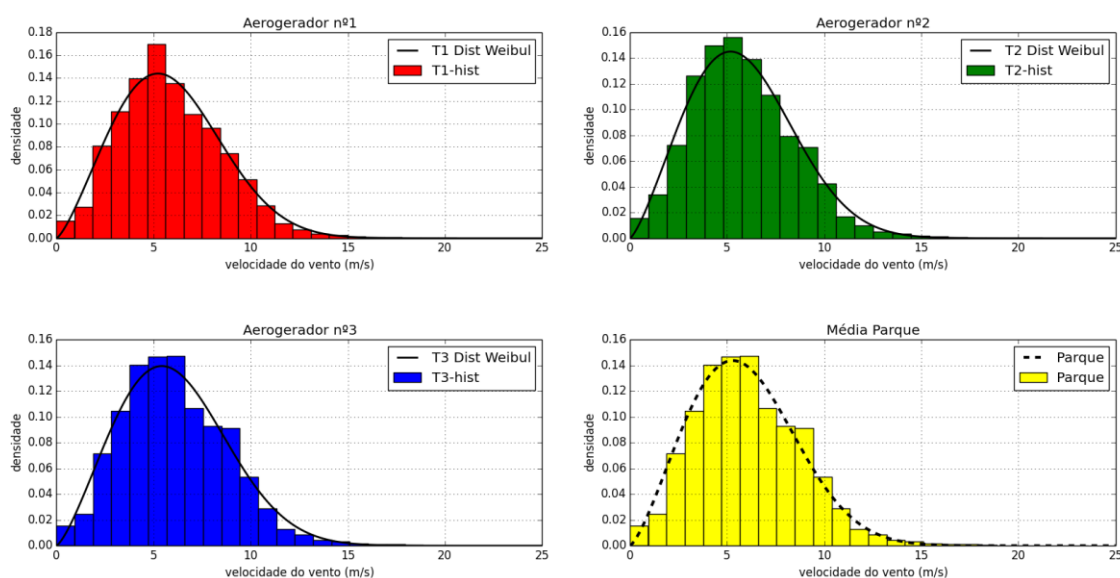 Aerogerador nº1
0.18
0.16
0.14
0.12
0.10
0.08
0.06
0.04
0.02
0.00
densidade
T1 Dist Weibul
T1-hist
0 5 10 15 20 25
velocidade do vento (m/s)
Aerogerador nº2
0.16
0.14
0.12
0.10
0.08
0.06
0.04
0.02
0.00
densidade
T2 Dist Weibul
T2-hist
0 5 10 15 20 25
velocidade do vento (m/s)
Aerogerador nº3
0.16
0.14
0.12
0.10
0.08
0.06
0.04
0.02
0.00
densidade
T3 Dist Weibul
T3-hist
0 5 10 15 20 25
velocidade do vento (m/s)
Média Parque
0.16
0.14
0.12
0.10
0.08
0.06
0.04
0.02
0.00
densidade
Parque
Parque
0 5 10 15 20 25
velocidade do vento (m/s)